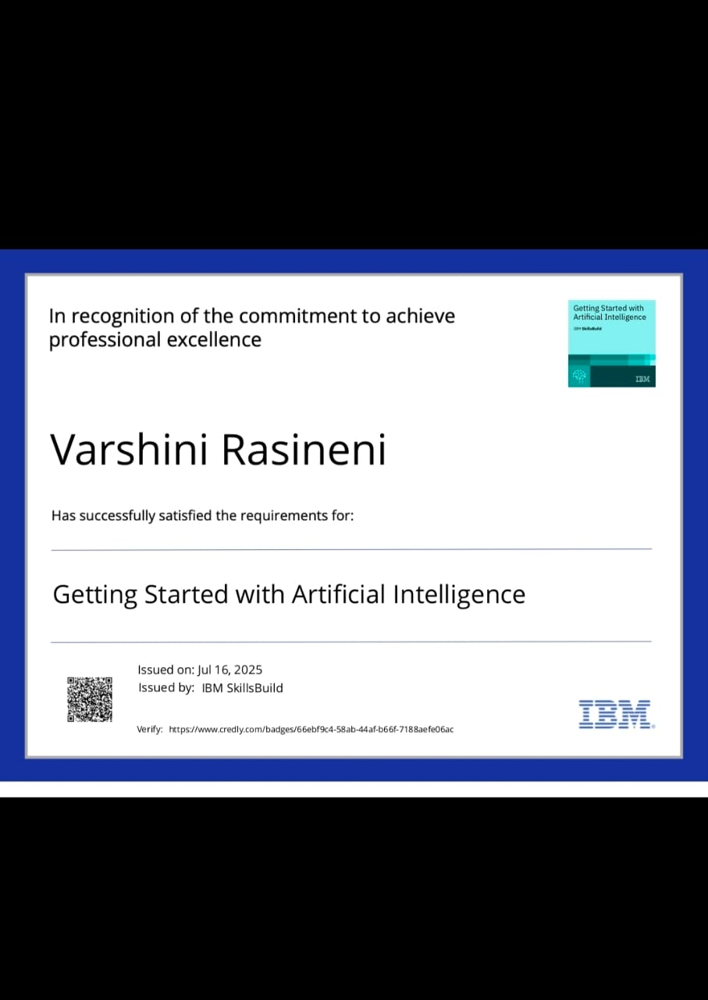 In recognition of the commitment to achieve
professional excellence
Getting Started with
Artificial Intelligence
IBM SkillsBuild
IBM
Varshini Rasineni
Has successfully satisfied the requirements for:
Getting Started with Artificial Intelligence
Issued on: Jul 16, 2025
Issued by: IBM SkillsBuild
Verify: https://www.credly.com/badges/66ebf9c4-58ab-44af-b66f-7188aefe06ac
IBM®